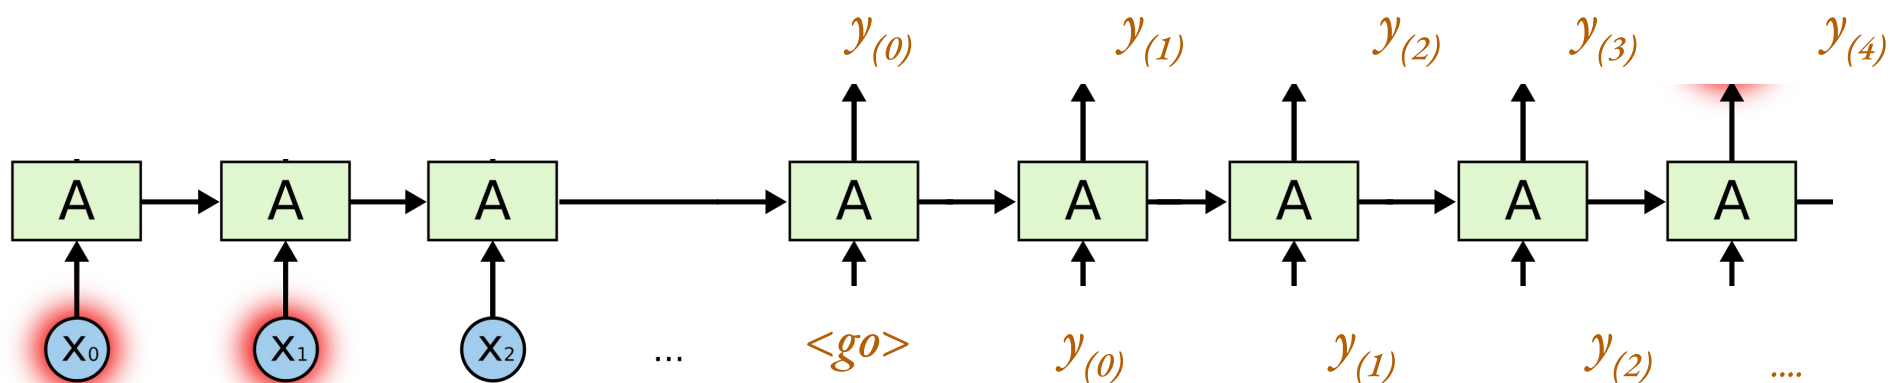 y(0) y(1) y(2) y(3) y(4)
A A A A A A A A
x0 x1 x2 ... <go> y(0) y(1) y(2) ....